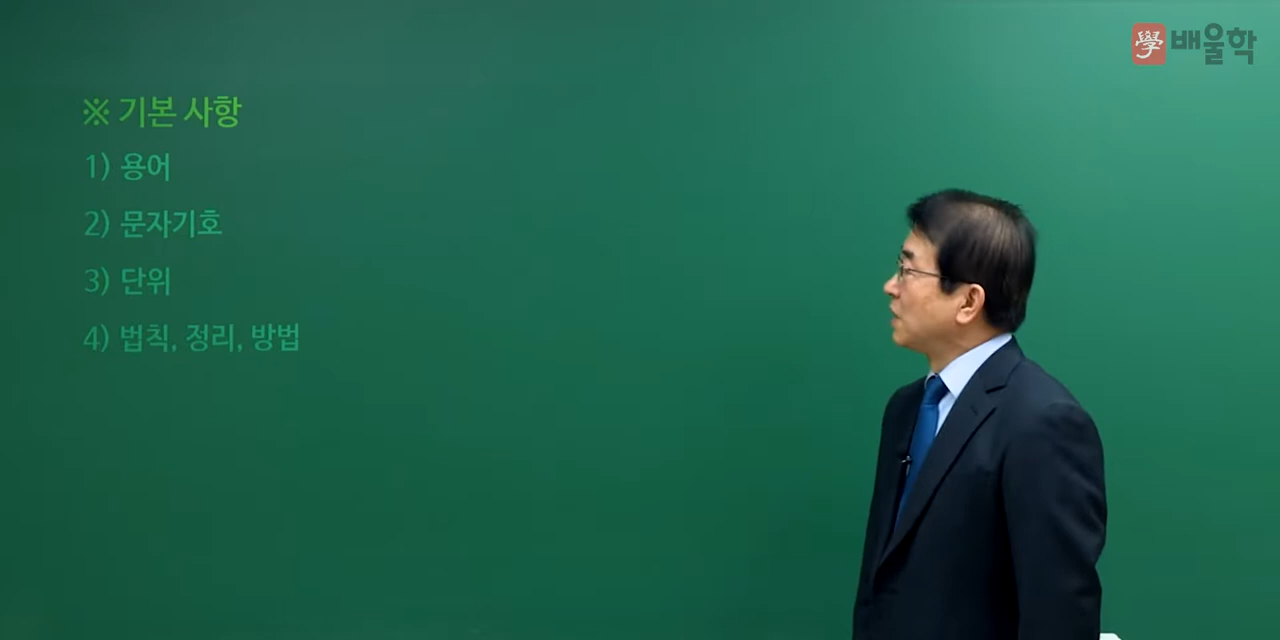 學 배울학
※ 기본 사항
1) 용어
2) 문자기호
3) 단위
4) 법칙, 정리, 방법